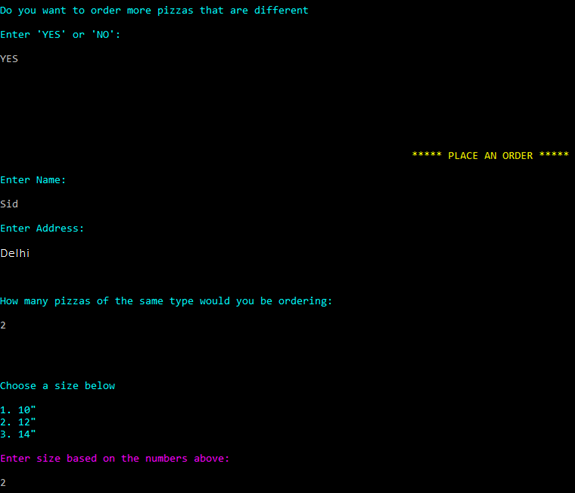 Do you want to order more pizzas that are different
Enter 'YES' or 'NO':
YES
***** PLACE AN ORDER *****
Enter Name:
Sid
Enter Address:
Delhi
How many pizzas of the same type would you be ordering:
2
Choose a size below
1. 10"
2. 12"
3. 14"
Enter size based on the numbers above:
2